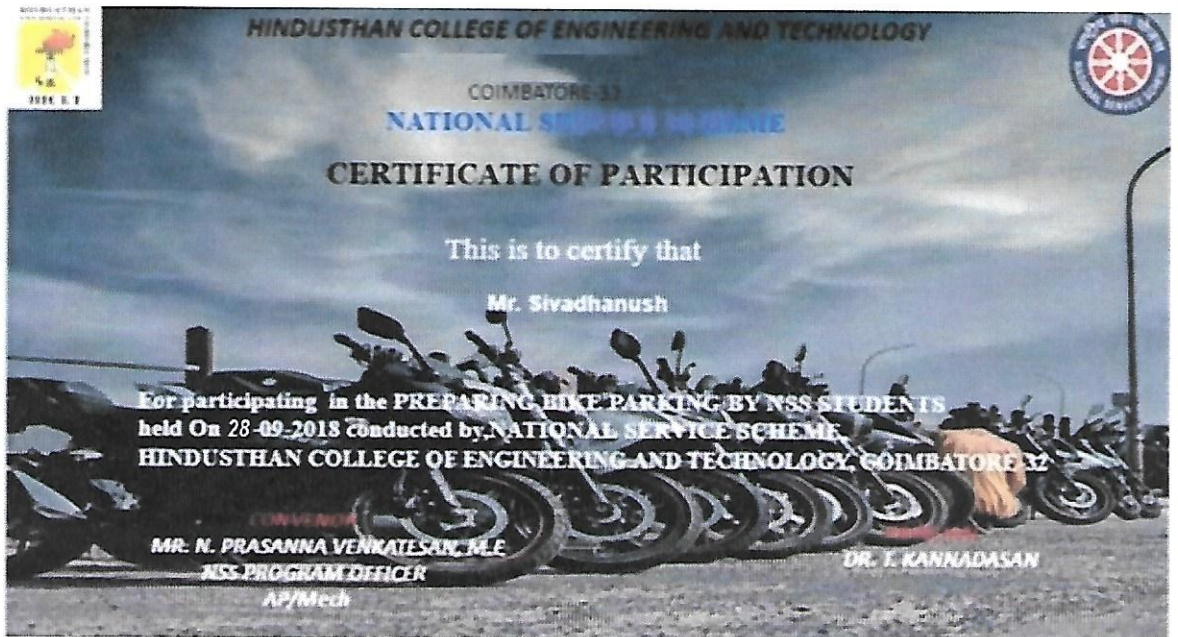 HINDUSTHAN COLLEGE OF ENGINEERING AND TECHNOLOGY
COIMBATORE-32
NATIONAL SERVICE SCHEME
CERTIFICATE OF PARTICIPATION
This is to certify that
Mr. Sivadhanush
For participating in the PREPARING BIKE PARKING BY NSS STUDENTS
held On 28-09-2018 conducted by,NATIONAL SERVICE SCHEME
HINDUSTHAN COLLEGE OF ENGINEERING AND TECHNOLOGY, COIMBATORE-32
CONVENOR
MR. N. PRASANNA VENKATESAN, M.E
DR. T. KANNADASAN
NSS PROGRAM OFFICER
AP/Mech